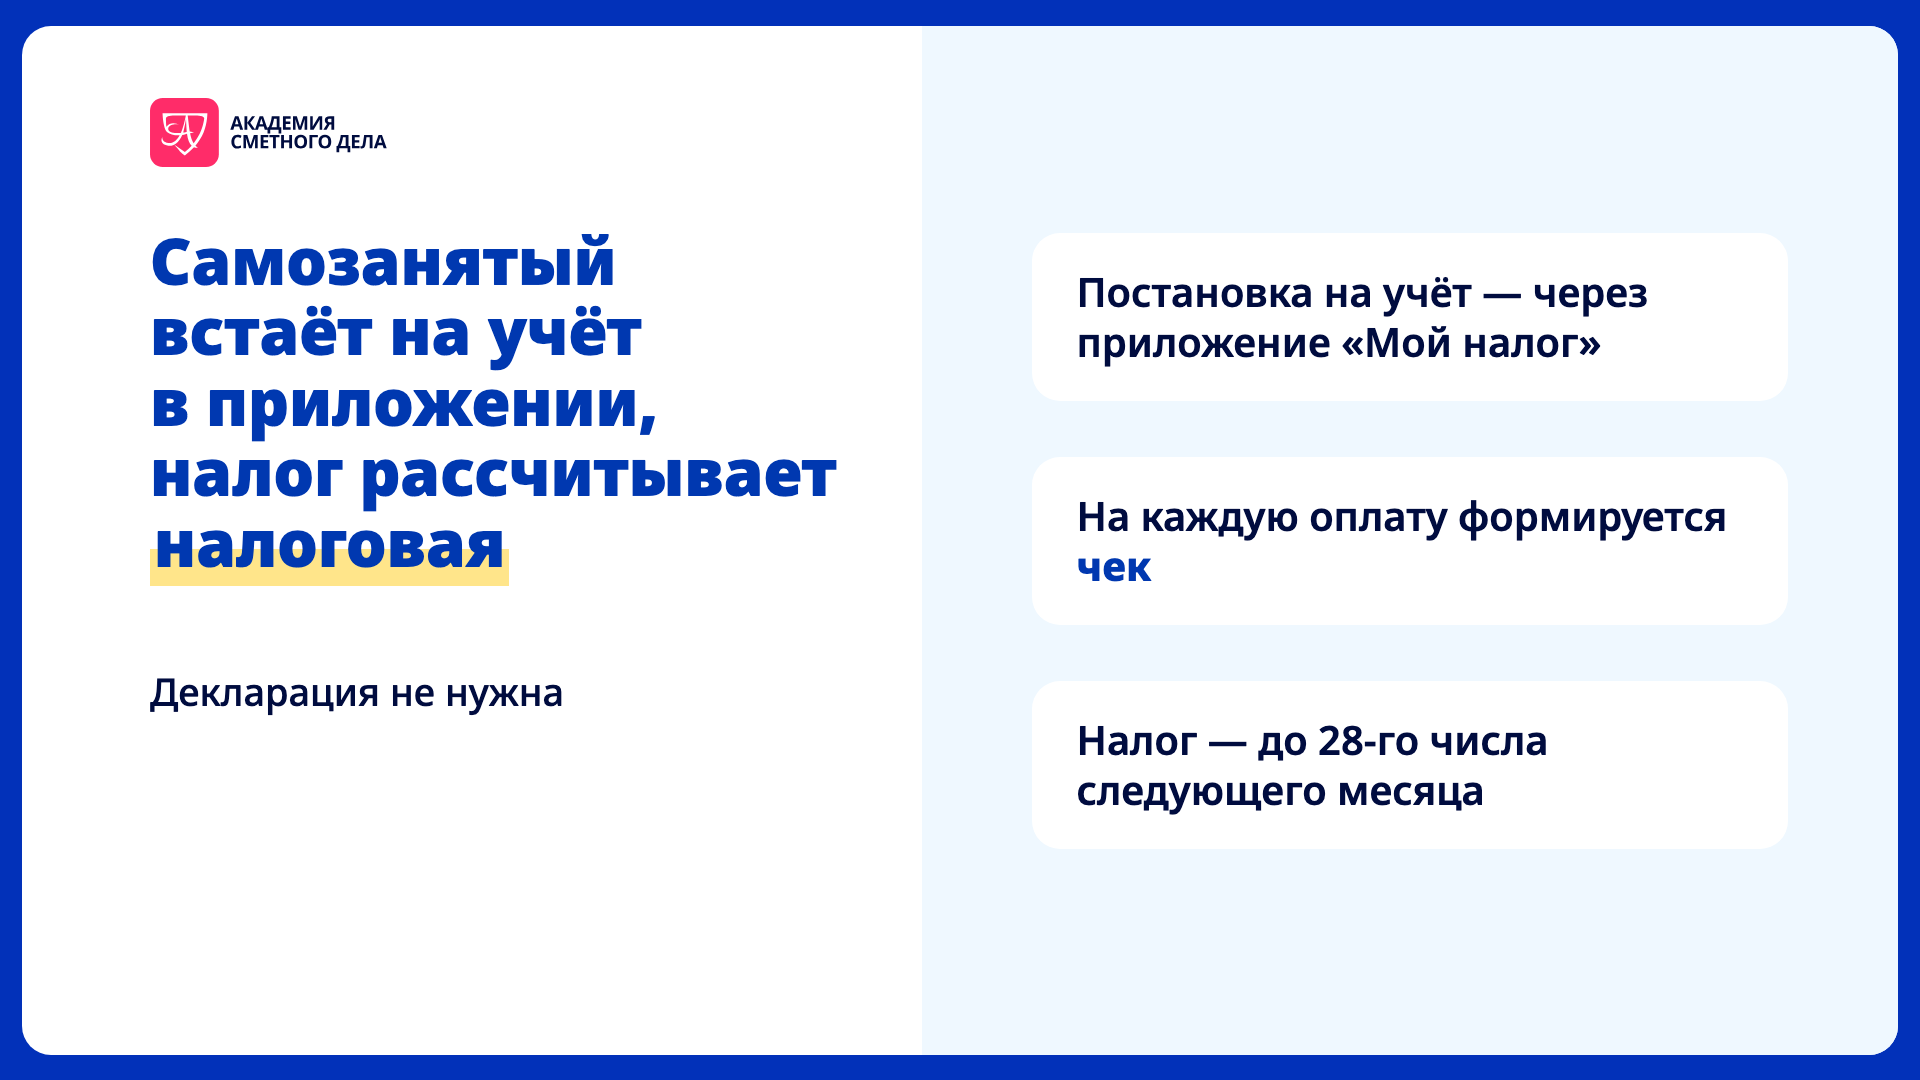 АКАДЕМИЯ
СМЕТНОГО ДЕЛА
Самозанятый
встаёт на учёт
в приложении,
налог рассчитывает
налоговая
Декларация не нужна
Постановка на учёт — через
приложение «Мой налог»
На каждую оплату формируется
чек
Налог — до 28-го числа
следующего месяца